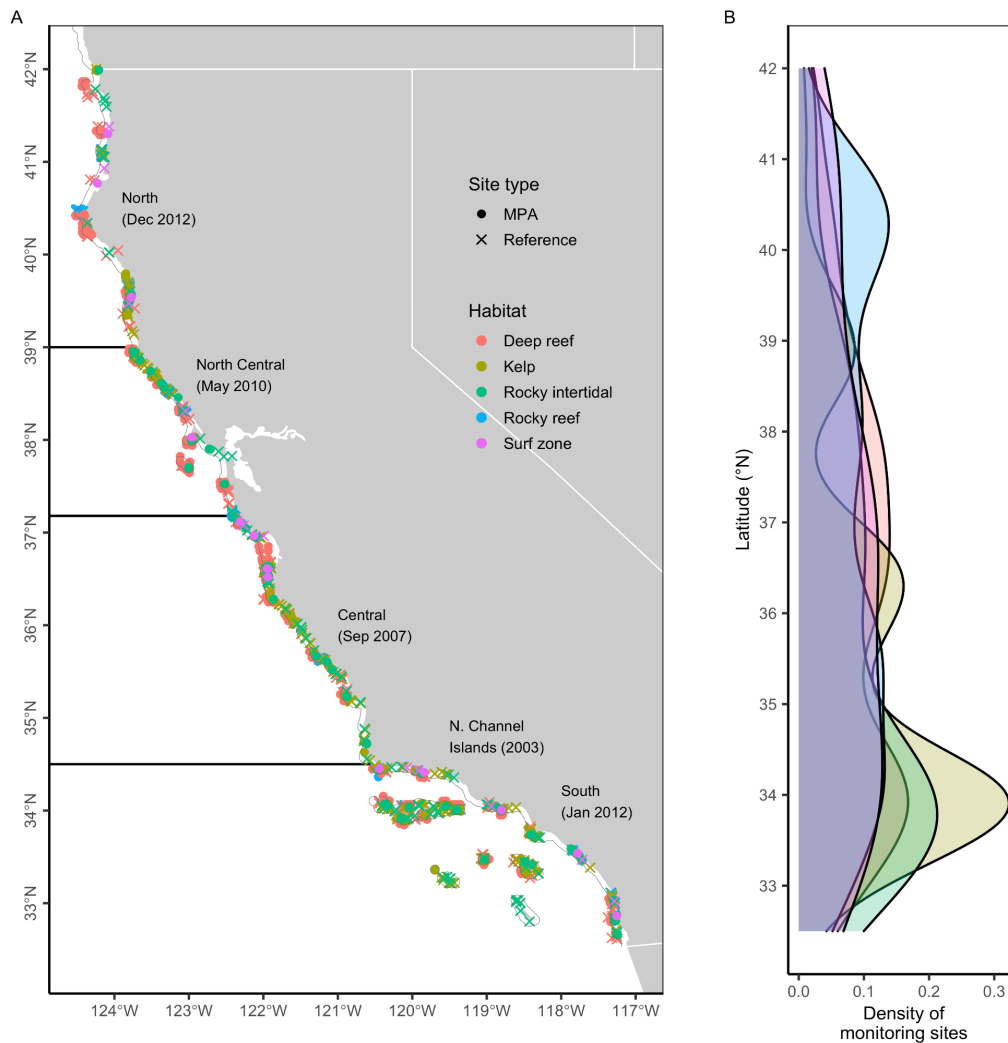 A
42°N
41°N
40°N
39°N
38°N
37°N
36°N
35°N
34°N
33°N
124°W
123°W
122°W
121°W
120°W
119°W
118°W
117°W
North
(Dec 2012)
North Central
(May 2010)
Central
(Sep 2007)
N. Channel
Islands (2003)
South
(Jan 2012)
Site type
MPA
Reference
Habitat
Deep reef
Kelp
Rocky intertidal
Rocky reef
Surf zone
B
Latitude (°N)
42
41
40
39
38
37
36
35
34
33
0.0
0.1
0.2
0.3
Density of
monitoring sites